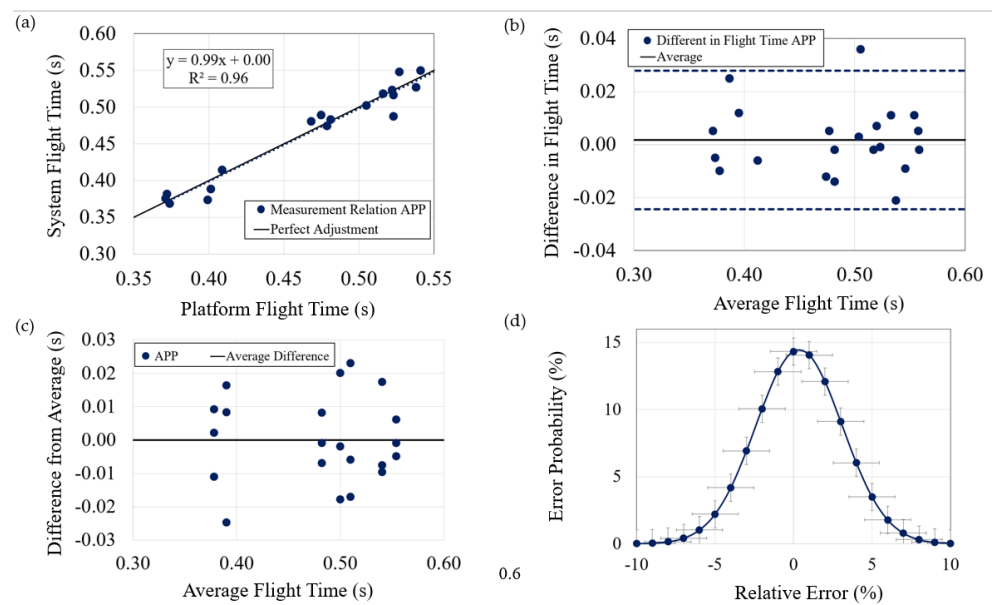 (a)
System Flight Time (s)
0.60
0.55
0.50
0.45
0.40
0.35
0.30
y = 0.99x + 0.00
R² = 0.96
Measurement Relation APP
Perfect Adjustment
0.35
0.40
0.45
0.50
0.55
Platform Flight Time (s)
(b)
Difference in Flight Time (s)
0.04
0.02
0.00
-0.02
-0.04
Different in Flight Time APP
Average
0.30
0.40
0.50
0.60
Average Flight Time (s)
(c)
Difference from Average (s)
0.03
0.02
0.01
0.00
-0.01
-0.02
-0.03
APP
Average Difference
0.30
0.40
0.50
0.60
Average Flight Time (s)
0.6
(d)
Error Probability (%)
15
10
5
0
-10
-5
0
5
10
Relative Error (%)